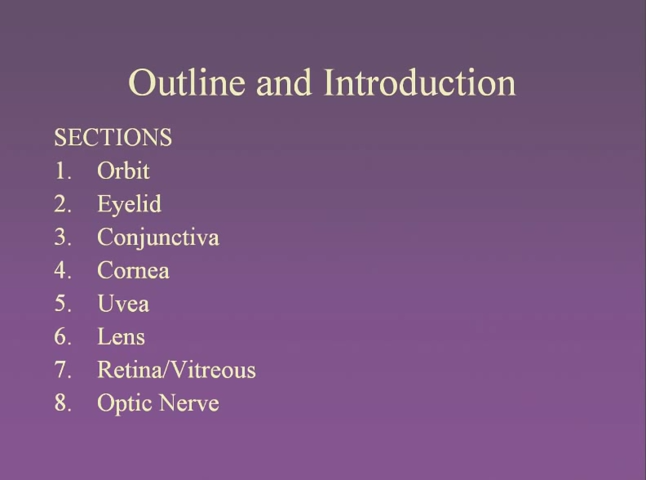 Outline and Introduction
SECTIONS
1. Orbit
2. Eyelid
3. Conjunctiva
4. Cornea
5. Uvea
6. Lens
7. Retina/Vitreous
8. Optic Nerve